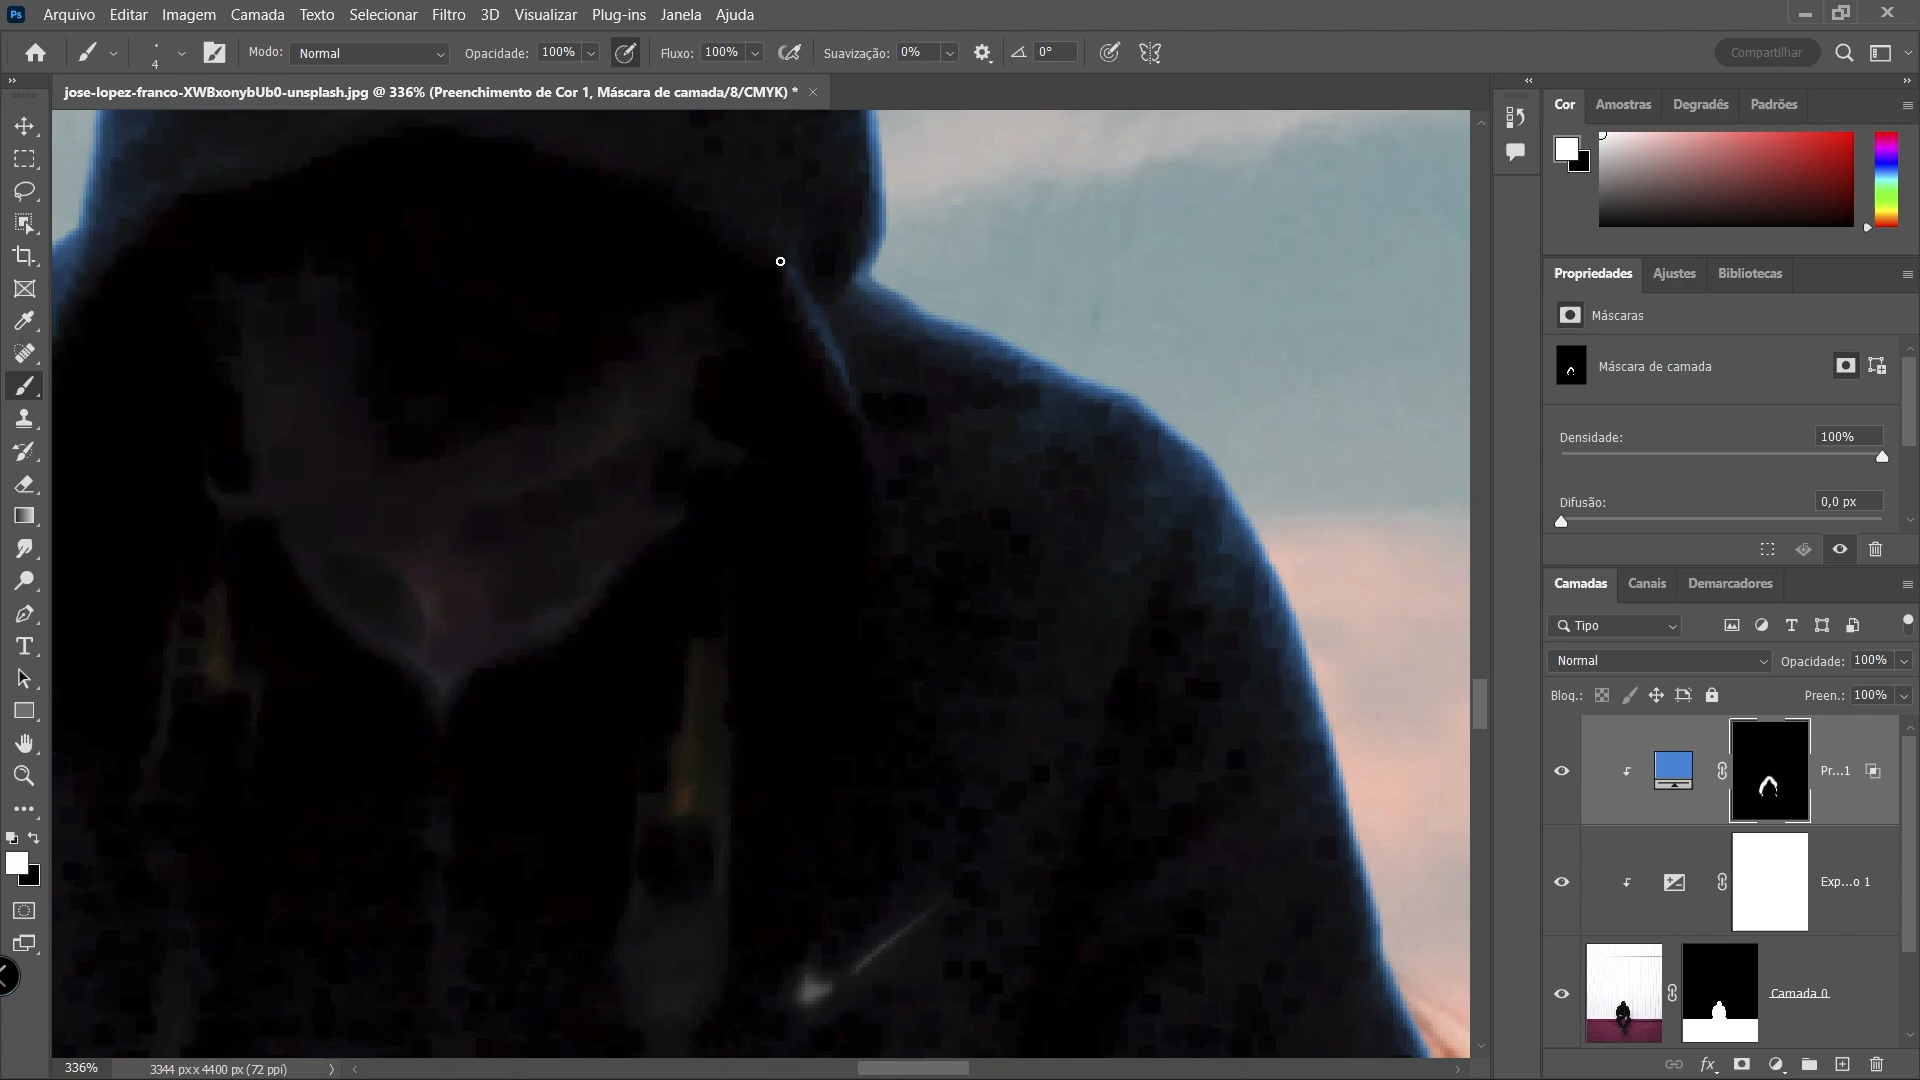 Ps Arquivo Editar Imagem Camada Texto Selecionar Filtro 3D Visualizar Plug-ins Janela Ajuda
4 Modo: Normal Opacidade: 100% Fluxo: 100% Suavização: 0% 0° Compartilhar
jose-lopez-franco-XWBxonybUb0-unsplash.jpg @ 336% (Preenchimento de Cor 1, Máscara de camada/8/CMYK) *
Cor Amostras Degradês Padrões
Propriedades Ajustes Bibliotecas
Máscaras
Máscara de camada
Densidade: 100%
Difusão: 0,0 px
Camadas Canais Demarcadores
Tipo
Normal Opacidade: 100%
Bloq.: Preen.: 100%
Pr...1
Exp...o 1
Camada 0
336% 3344 px x 4400 px (72 ppi)
fx